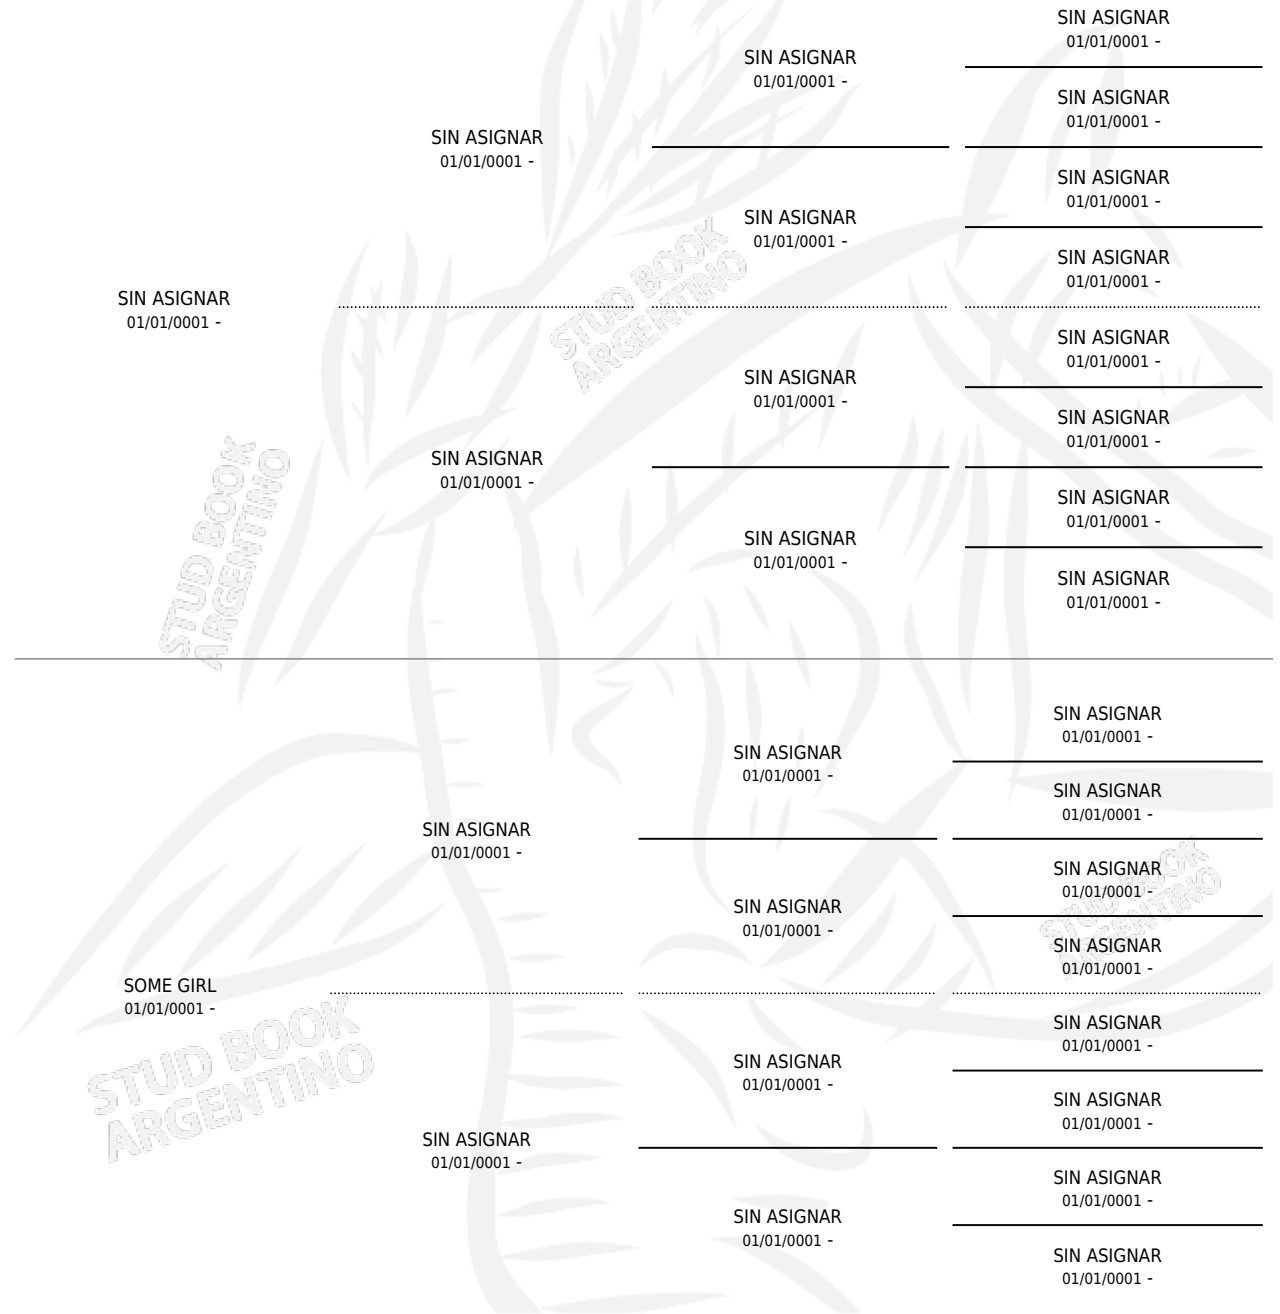 SIN ASIGNAR
01/01/0001 -
SIN ASIGNAR
01/01/0001 -
SIN ASIGNAR
01/01/0001 -
SIN ASIGNAR
01/01/0001 -
SIN ASIGNAR
01/01/0001 -
SIN ASIGNAR
01/01/0001 -
SIN ASIGNAR
01/01/0001 -
SIN ASIGNAR
01/01/0001 -
STUD BOOK
ARGENTINO
SIN ASIGNAR
01/01/0001 -
SIN ASIGNAR
01/01/0001 -
SIN ASIGNAR
01/01/0001 -
SIN ASIGNAR
01/01/0001 -
SIN ASIGNAR
01/01/0001 -
SIN ASIGNAR
01/01/0001 -
SIN ASIGNAR
01/01/0001 -
STUD BOOK
ARGENTINO
SIN ASIGNAR
01/01/0001 -
SIN ASIGNAR
01/01/0001 -
SIN ASIGNAR
01/01/0001 -
SIN ASIGNAR
01/01/0001 -
SIN ASIGNAR
01/01/0001 -
SIN ASIGNAR
01/01/0001 -
SIN ASIGNAR
01/01/0001 -
STUD BOOK
ARGENTINO
SOME GIRL
01/01/0001 -
STUD BOOK
ARGENTINO
SIN ASIGNAR
01/01/0001 -
SIN ASIGNAR
01/01/0001 -
SIN ASIGNAR
01/01/0001 -
SIN ASIGNAR
01/01/0001 -
SIN ASIGNAR
01/01/0001 -
SIN ASIGNAR
01/01/0001 -
SIN ASIGNAR
01/01/0001 -